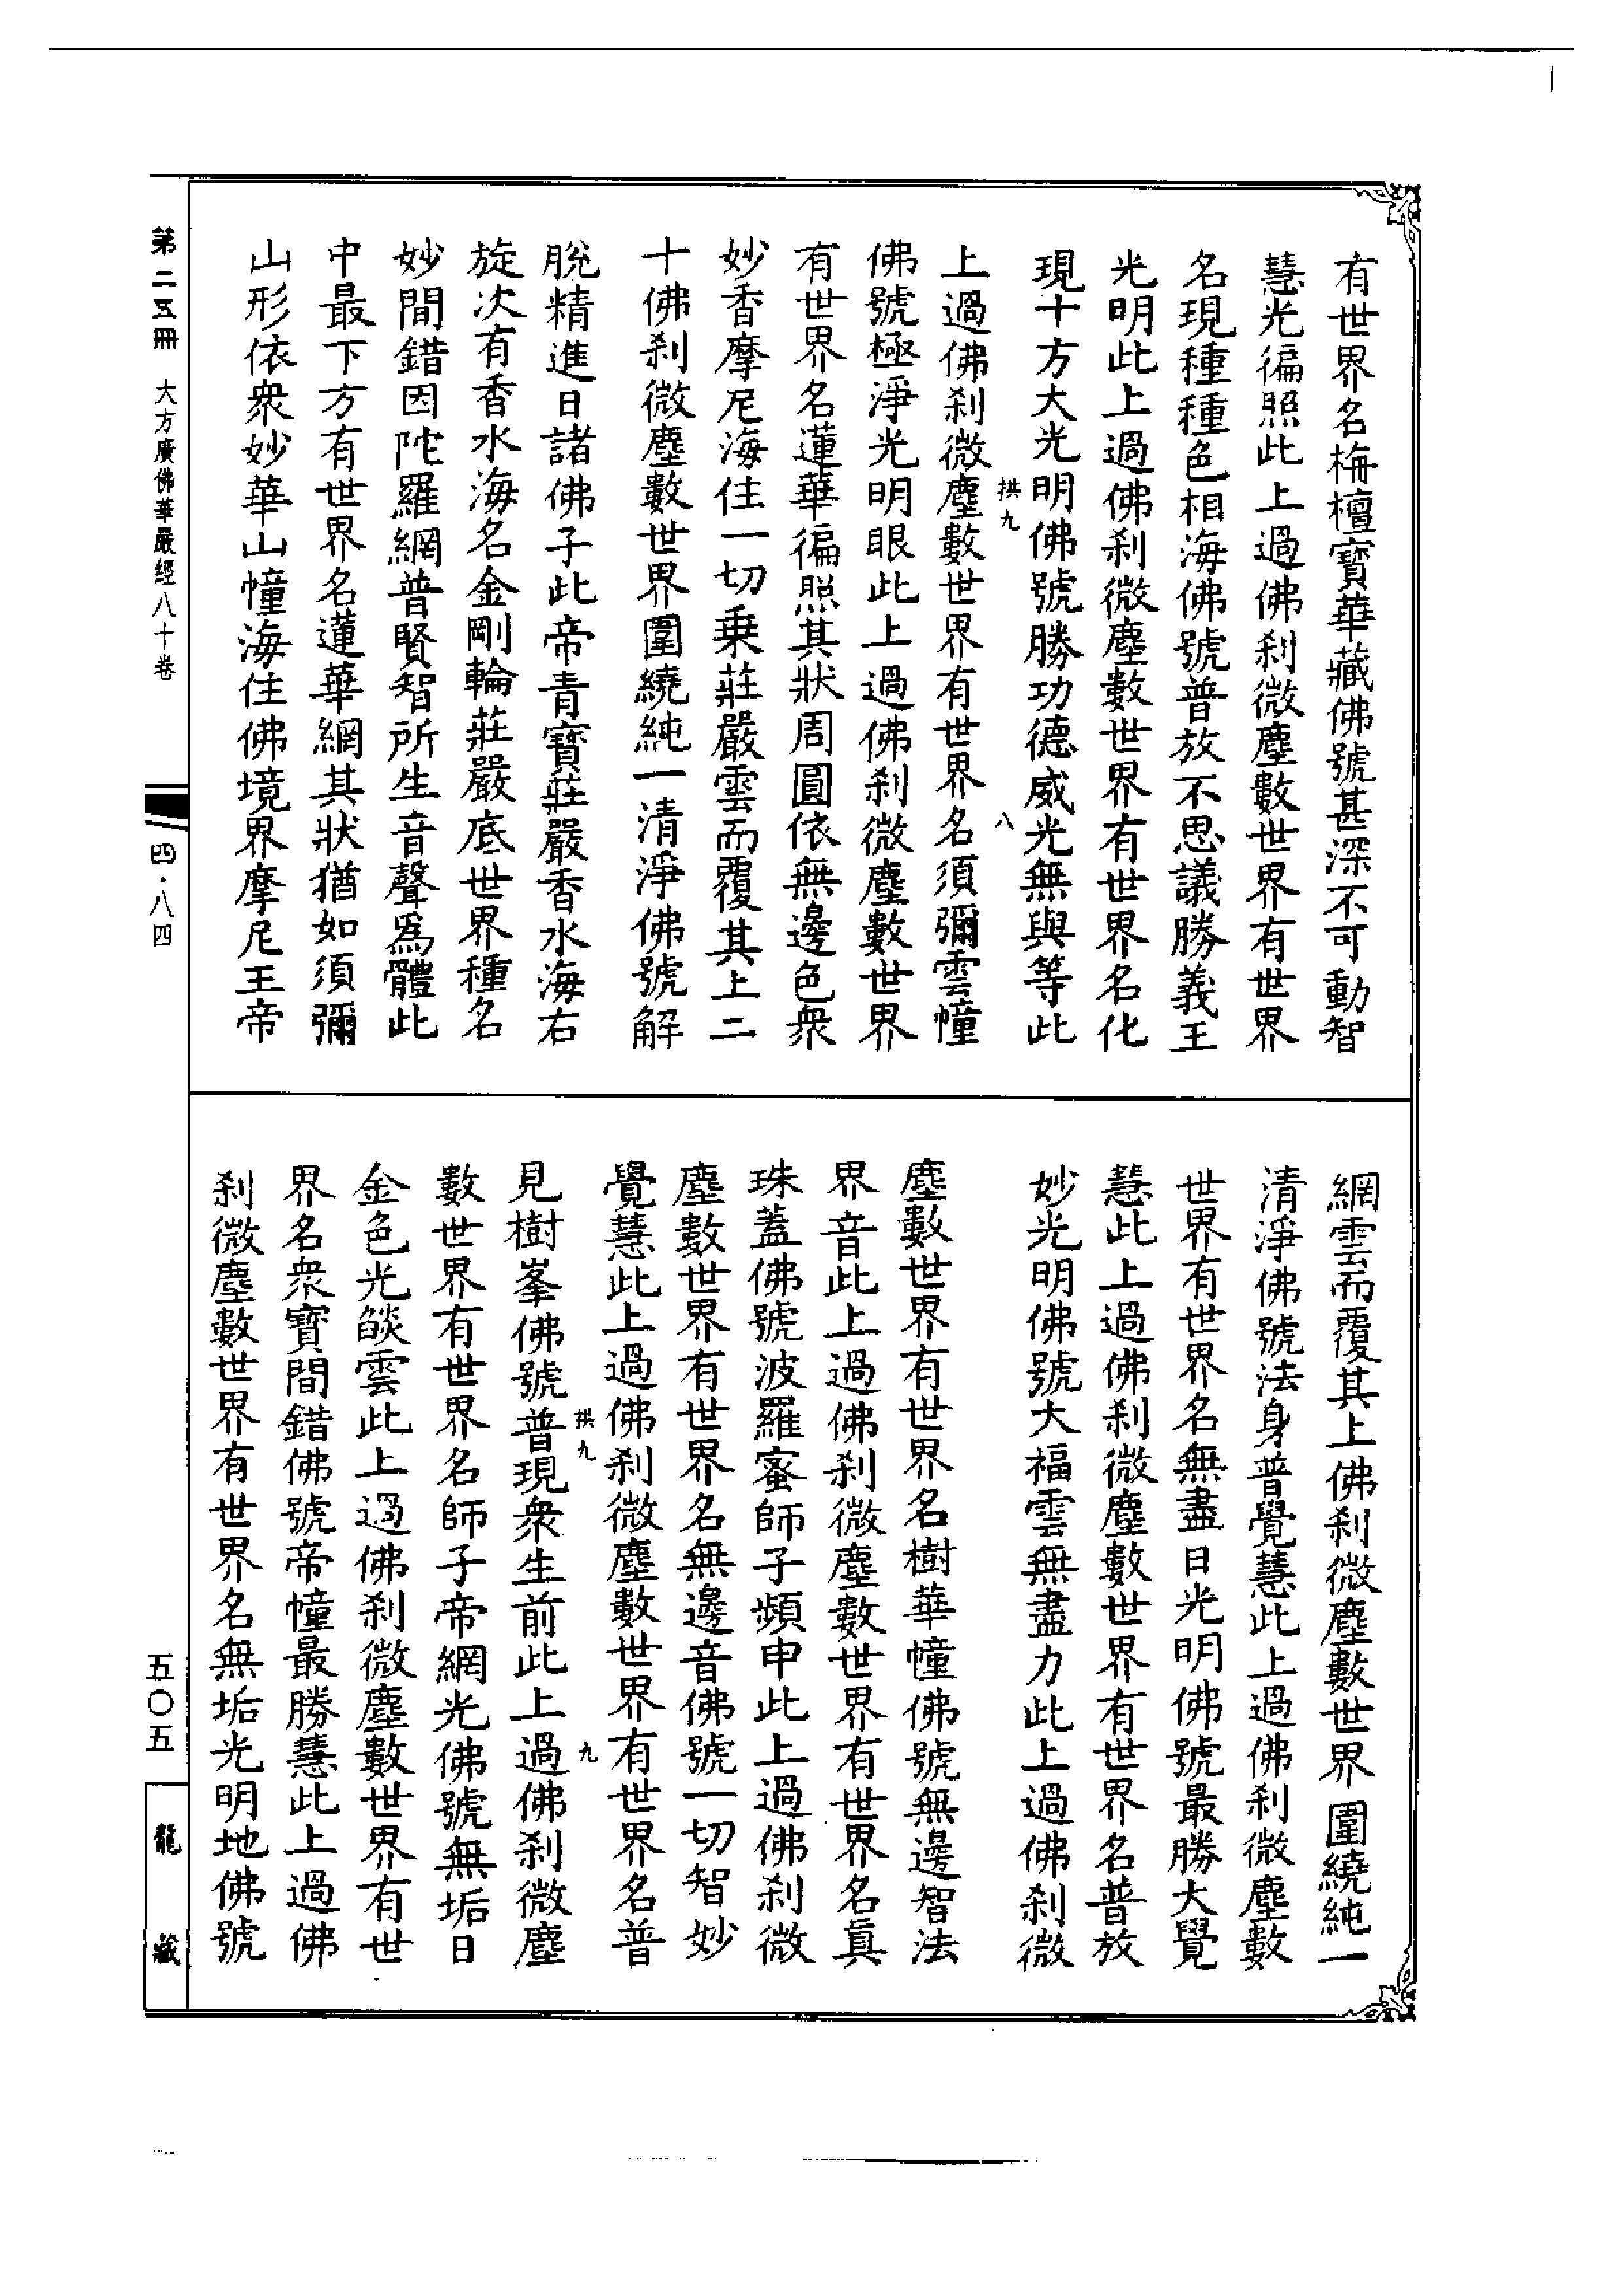 有世界名栴檀寶華藏佛號甚深不可動智
慧光徧照此上過佛刹微塵數世界有世界
名現種種色相海佛號普放不思議勝義王
光明此上過佛刹微塵數世界有世界名化
現十方大光明佛號勝功德威光無與等此
拱九 八
上過佛刹微塵數世界有世界名須彌雲幢
佛號極淨光明眼此上過佛刹微塵數世界
有世界名蓮華徧照其狀周圓依無邊色衆
妙香摩尼海住一切乗莊嚴雲而覆其上二
十佛刹微塵數世界圍繞純一清淨佛號解
脫精進日諸佛子此帝青寶莊嚴香水海右
旋次有香水海名金剛輪莊嚴底世界種名
妙間錯因陀羅網普賢智所生音聲爲體此
中最下方有世界名蓮華網其狀猶如須彌
山形依衆妙華山幢海住佛境界摩尼王帝
網雲而覆其上佛刹微塵數世界圍繞純一
清淨佛號法身普覺慧此上過佛刹微塵數
世界有世界名無盡日光明佛號最勝大覺
慧此上過佛刹微塵數世界有世界名普放
妙光明佛號大福雲無盡力此上過佛刹微
塵數世界有世界名樹華幢佛號無邊智法
界音此上過佛刹微塵數世界有世界名真
珠蓋佛號波羅蜜師子頻申此上過佛刹微
塵數世界有世界名無邊音佛號一切智妙
覺慧此上過佛刹微塵數世界有世界名普
拱九 九
見樹峯佛號普現衆生前此上過佛刹微塵
數世界有世界名師子帝網光佛號無垢日
金色光燄雲此上過佛刹微塵數世界有世
界名衆寶間錯佛號帝幢最勝慧此上過佛
刹微塵數世界有世界名無垢光明地佛號
第二五冊 大方廣佛華嚴經八十卷
四·八四
五〇五
龍藏